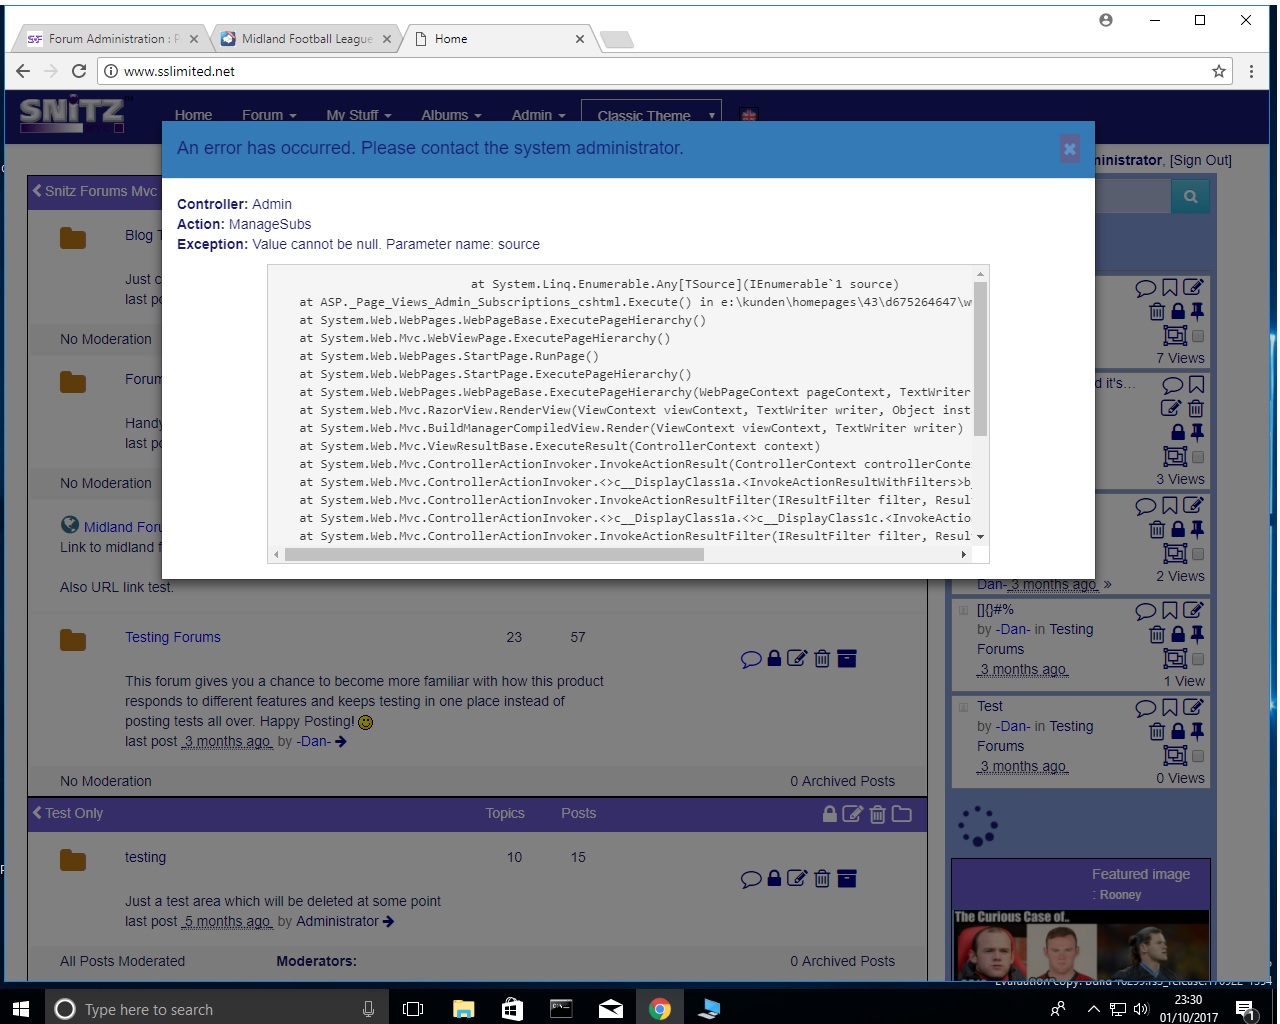 Forum Administration : P
Midland Football League
Home
www.sslimited.net
SNiTZ
Home Forum My Stuff Albums Admin Classic Theme
An error has occurred. Please contact the system administrator.
ministrator, [Sign Out]
Snitz Forums Mvc
Controller: Admin
Action: ManageSubs
Exception: Value cannot be null. Parameter name: source
at System.Linq.Enumerable.Any[TSource](IEnumerable`1 source)
at ASP._Page_Views_Admin_Subscriptions_cshtml.Execute() in e:\kunden\homepages\43\d675264647\w
at System.Web.WebPages.WebPageBase.ExecutePageHierarchy()
at System.Web.Mvc.WebViewPage.ExecutePageHierarchy()
at System.Web.WebPages.StartPage.RunPage()
at System.Web.WebPages.StartPage.ExecutePageHierarchy()
at System.Web.WebPages.WebPageBase.ExecutePageHierarchy(WebPageContext pageContext, TextWriter
at System.Web.Mvc.RazorView.RenderView(ViewContext viewContext, TextWriter writer, Object inst
at System.Web.Mvc.BuildManagerCompiledView.Render(ViewContext viewContext, TextWriter writer)
at System.Web.Mvc.ViewResultBase.ExecuteResult(ControllerContext context)
at System.Web.Mvc.ControllerActionInvoker.InvokeActionResult(ControllerContext controllerConte
at System.Web.Mvc.ControllerActionInvoker.<>c__DisplayClass1a.<InvokeActionResultWithFilters>b_
at System.Web.Mvc.ControllerActionInvoker.InvokeActionResultFilter(IResultFilter filter, Resul
at System.Web.Mvc.ControllerActionInvoker.<>c__DisplayClass1a.<>c__DisplayClass1c.<InvokeActio
at System.Web.Mvc.ControllerActionInvoker.InvokeActionResultFilter(IResultFilter filter, Resul
Blog T
Just c
last po
No Moderation
Forum
Handy
last po
No Moderation
Midland Foru
Link to midland f
Also URL link test.
Testing Forums 23 57
This forum gives you a chance to become more familiar with how this product
responds to different features and keeps testing in one place instead of
posting tests all over. Happy Posting!
last post 3 months ago by -Dan-
No Moderation 0 Archived Posts
Test Only Topics Posts
testing 10 15
Just a test area which will be deleted at some point
last post 5 months ago by Administrator
All Posts Moderated Moderators: 0 Archived Posts
7 Views
d it's...
3 Views
2 Views
Dan- 3 months ago »
[]{}#%
by -Dan- in Testing
Forums
3 months ago
1 View
Test
by -Dan- in Testing
Forums
3 months ago
0 Views
Featured image
: Rooney
The Curious Case of..
Type here to search
23:30
01/10/2017
1